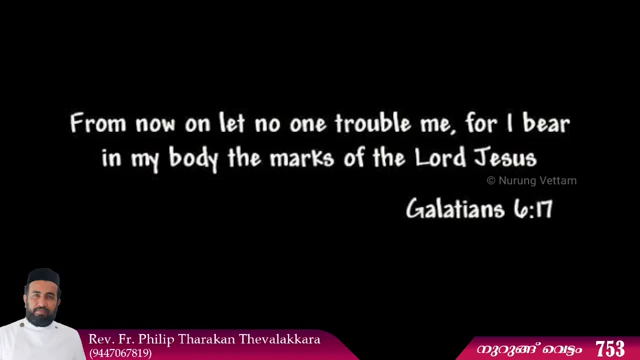 From now on let no one trouble me, for I bear
in my body the marks of the Lord Jesus
© Nurung Vettam
Galatians 6:17
Rev. Fr. Philip Tharakan Thevalakkara
(9447067819)
നുറുങ്ങ് വെട്ടം 753